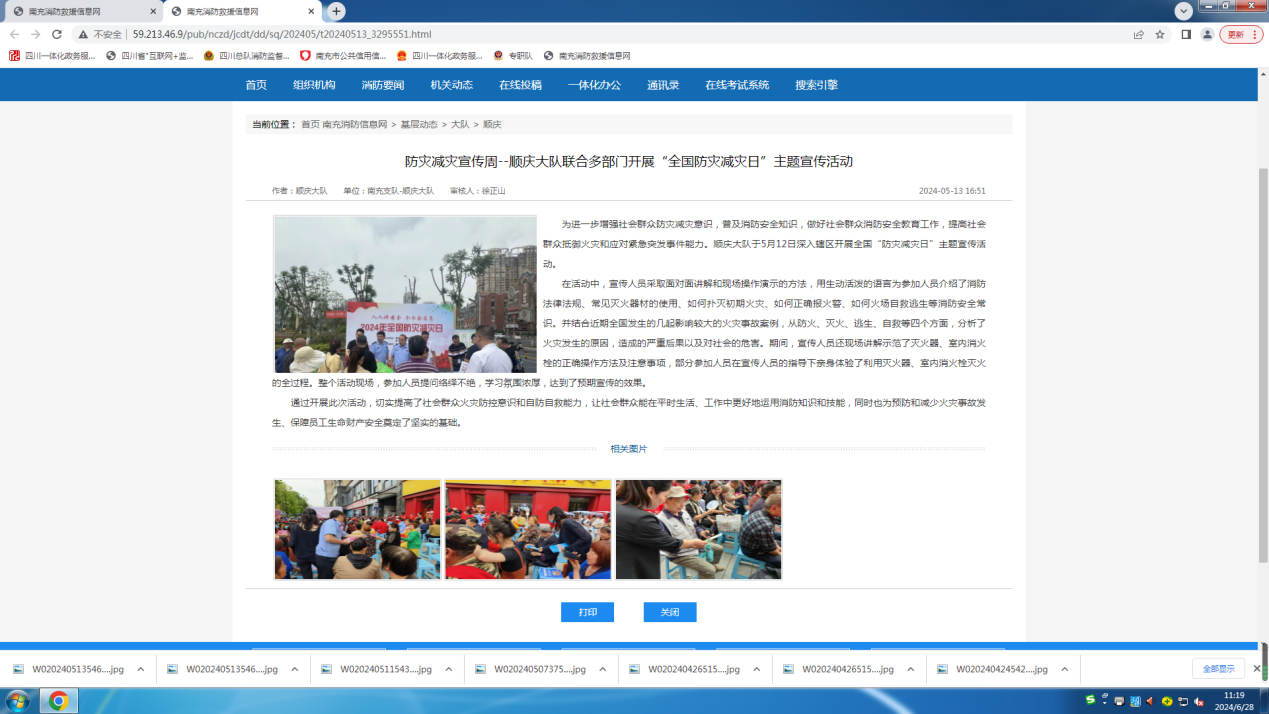 南充消防救援信息网
南充消防救援信息网
不安全 59.213.46.9/pub/nczd/jcdt/dd/sq/202405/t20240513_3295551.html
更新
四川一体化政务服...
四川省"互联网+监...
四川总队消防监督...
南充市公共信用信...
四川一体化政务服...
专职队
南充消防救援信息网
首页 组织机构 消防要闻 机关动态 在线投稿 一体化办公 通讯录 在线考试系统 搜索引擎
当前位置： 首页 南充消防信息网 > 基层动态 > 大队 > 顺庆
防灾减灾宣传周--顺庆大队联合多部门开展“全国防灾减灾日”主题宣传活动
作者：顺庆大队 单位：南充支队-顺庆大队 审核人：徐正山 2024-05-13 16:51
为进一步增强社会群众防灾减灾意识，普及消防安全知识，做好社会群众消防安全教育工作，提高社会
群众抵御火灾和应对紧急突发事件能力。顺庆大队于5月12日深入辖区开展全国“防灾减灾日”主题宣传活
动。
在活动中，宣传人员采取面对面讲解和现场操作演示的方法，用生动活泼的语言为参加人员介绍了消防
法律法规、常见灭火器材的使用、如何扑灭初期火灾、如何正确报火警、如何火场自救逃生等消防安全常
识。并结合近期全国发生的几起影响较大的火灾事故案例，从防火、灭火、逃生、自救等四个方面，分析了
火灾发生的原因，造成的严重后果以及对社会的危害。期间，宣传人员还现场讲解示范了灭火器、室内消火
栓的正确操作方法及注意事项，部分参加人员在宣传人员的指导下亲身体验了利用灭火器、室内消火栓灭火
的全过程。整个活动现场，参加人员提问络绎不绝，学习氛围浓厚，达到了预期宣传的效果。
通过开展此次活动，切实提高了社会群众火灾防控意识和自防自救能力，让社会群众能在平时生活、工作中更好地运用消防知识和技能，同时也为预防和减少火灾事故发
生、保障员工生命财产安全奠定了坚实的基础。
2024年全国防灾减灾日
相关图片
打印 关闭
W020240513546....jpg
W020240513546....jpg
W020240511543....jpg
W020240507375....jpg
W020240426515....jpg
W020240426515....jpg
W020240424542....jpg
全部显示
11:19
2024/6/28